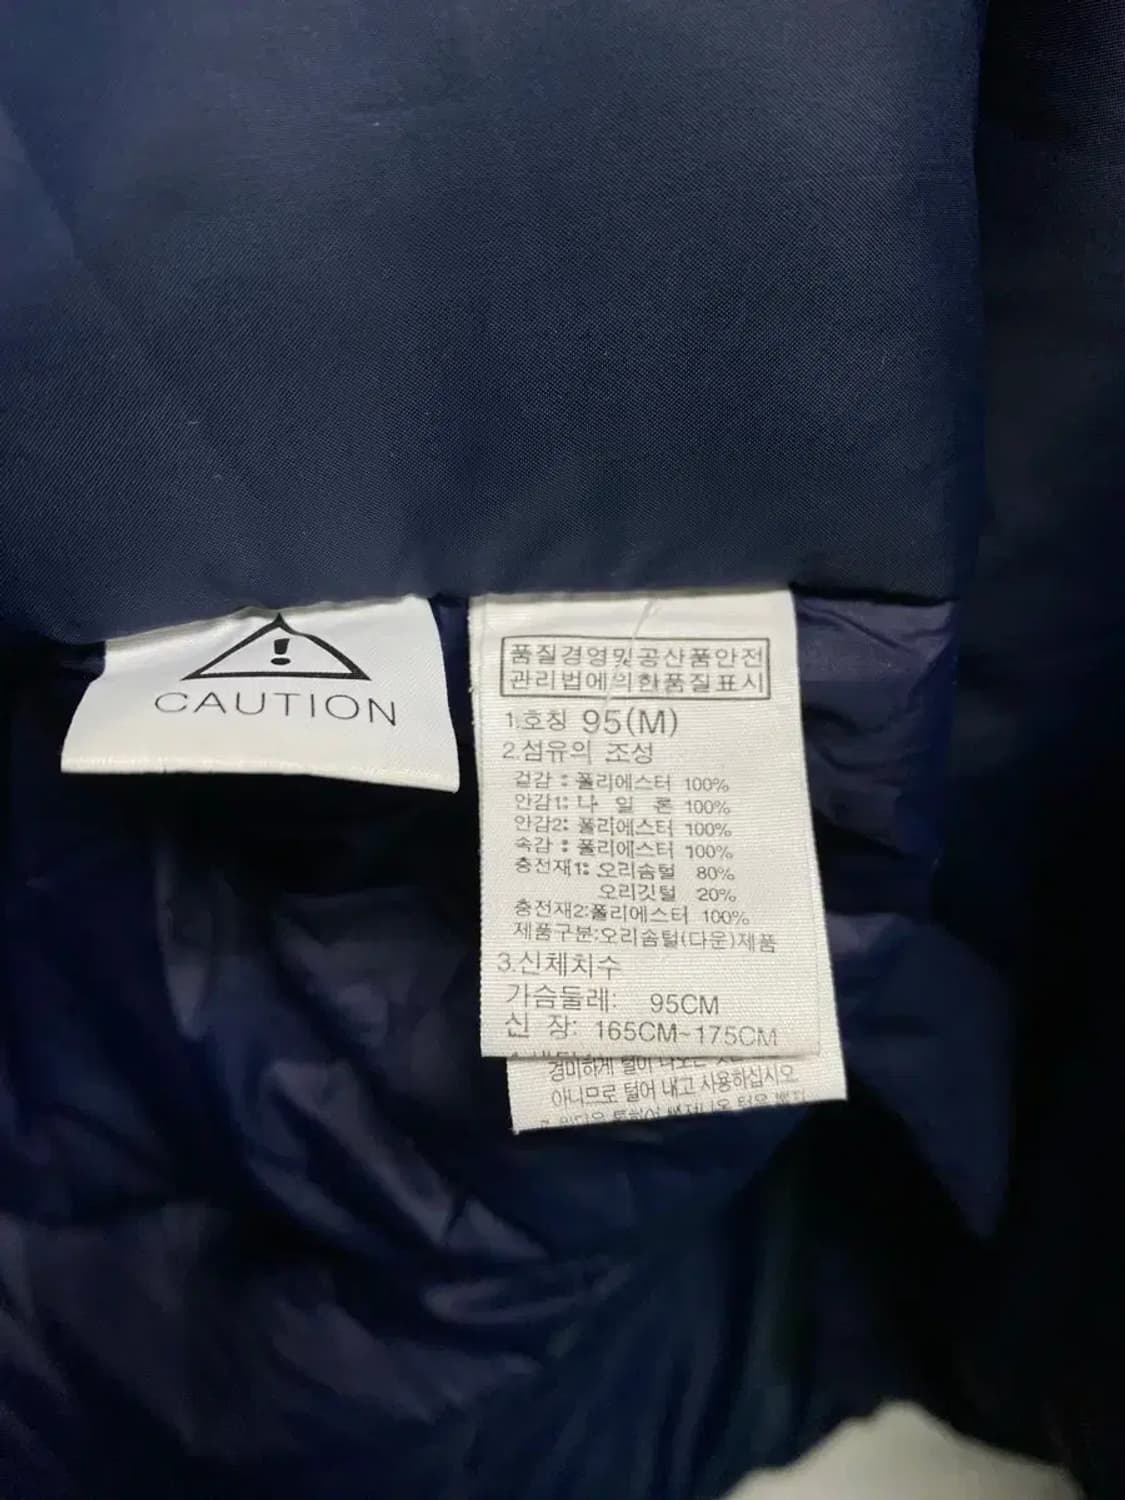 CAUTION
품질경영및공산품안전
관리법에의한품질표시
1.호칭 95(M)
2.섬유의 조성
겉감 : 폴리에스터 100%
안감1: 나 일 론 100%
안감2: 폴리에스터 100%
속감 : 폴리에스터 100%
충전재1: 오리솜털 80%
오리깃털 20%
충전재2:폴리에스터 100%
제품구분:오리솜털(다운)제품
3.신체치수
가슴둘레: 95CM
신 장: 165CM~175CM
경미하게 털이
아니므로 털어 내고 사용하십시오